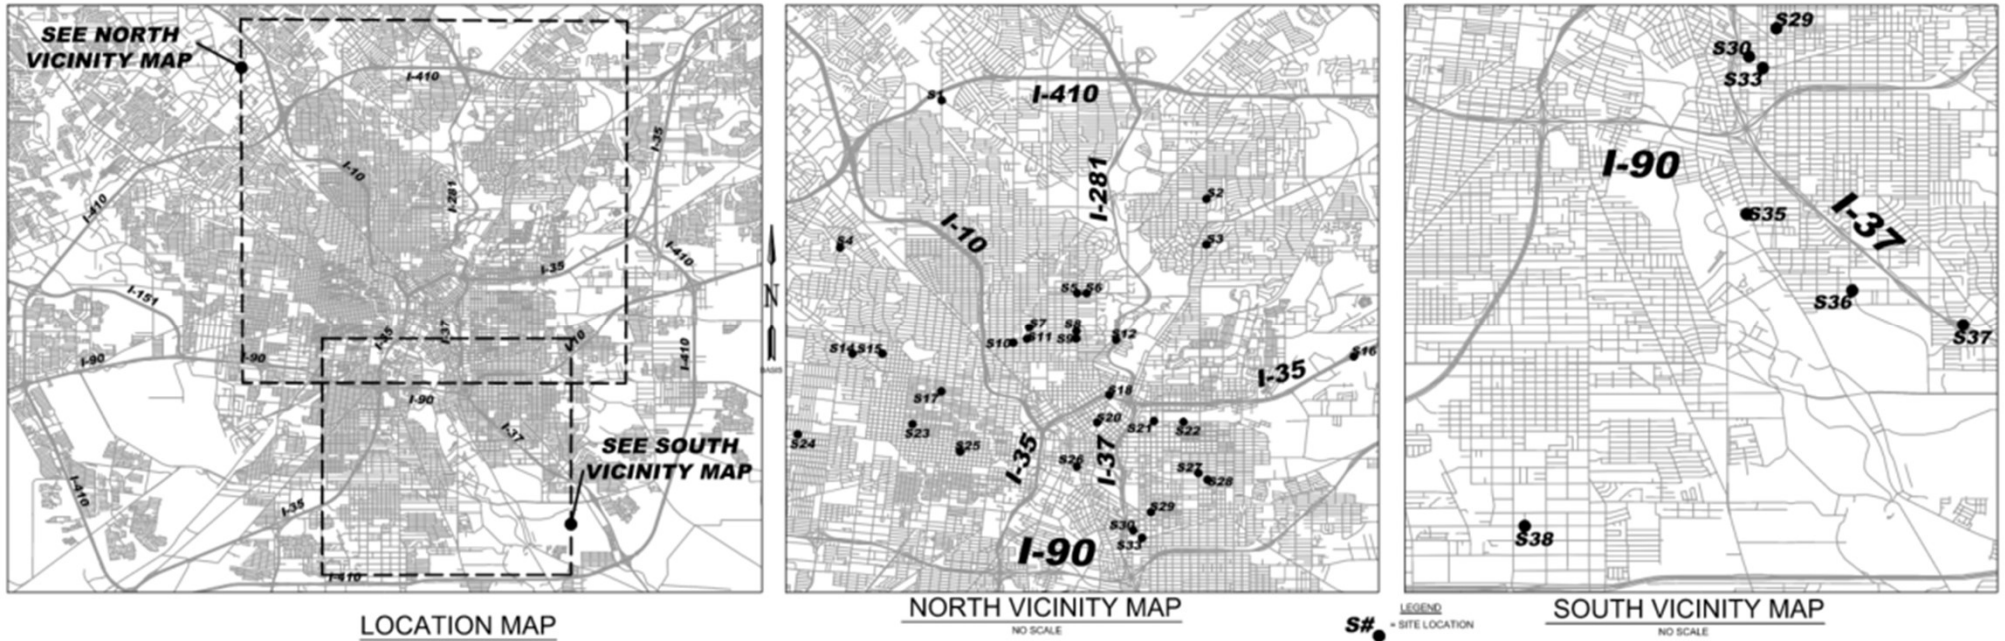 SEE NORTH
VICINITY MAP
I-410
I-35
I-10
I-281
I-410
I-410
I-35
I-151
I-35
I-37
I-10
I-90
I-90
I-410
I-90
I-37
SEE SOUTH
VICINITY MAP
I-410
I-35
I-410
LOCATION MAP
N
BASIS
S1
I-410
I-281
S2
I-10
S3
S4
S5
S6
S7
S8
S10
S11
S9
S12
S14
S15
S16
I-35
S17
S18
S20
S21
S22
S23
S24
S25
I-35
S26
I-37
S27
S28
S29
S30
S33
I-90
NORTH VICINITY MAP
NO SCALE
S29
S30
S33
I-90
S35
I-37
S36
S37
S38
LEGEND
S# = SITE LOCATION
SOUTH VICINITY MAP
NO SCALE